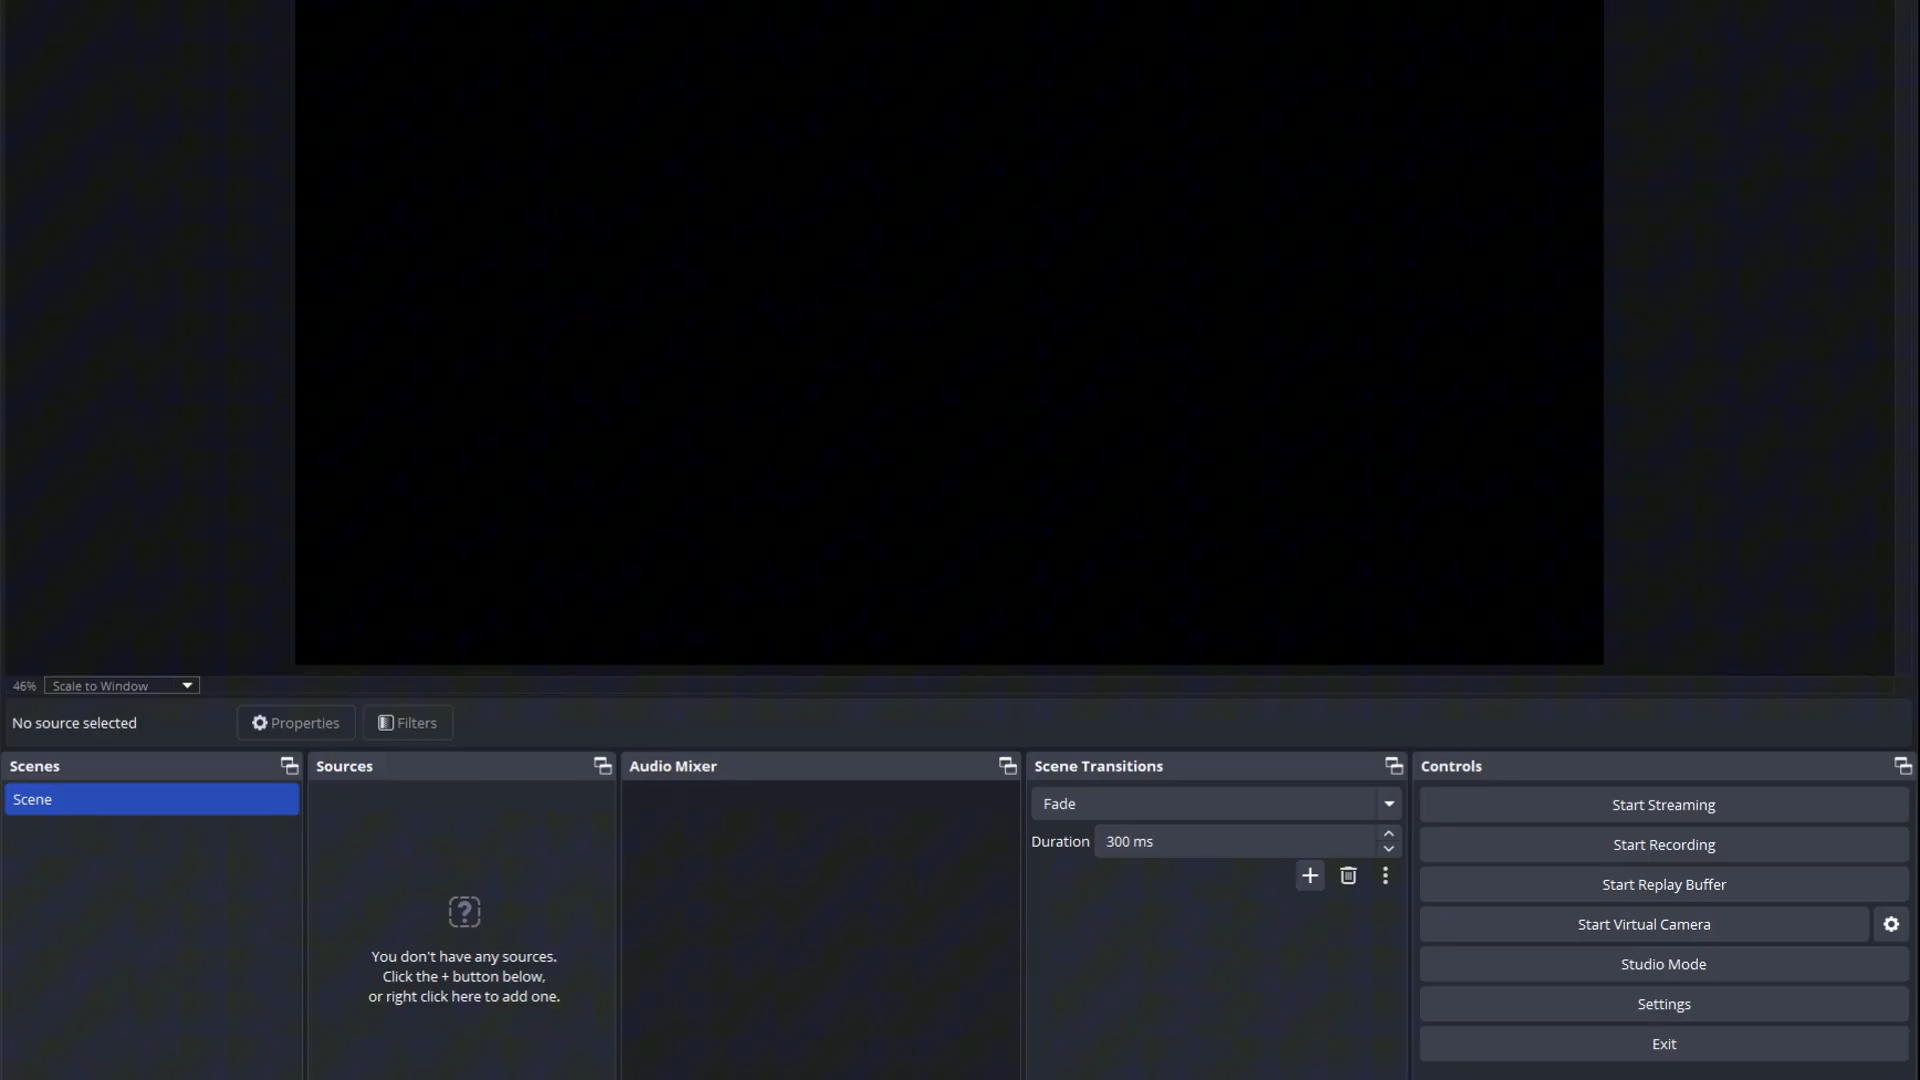 46% Scale to Window
No source selected Properties Filters
Scenes Sources Audio Mixer Scene Transitions Controls
Scene
Fade
Duration 300 ms
You don't have any sources.
Click the + button below,
or right click here to add one.
Start Streaming
Start Recording
Start Replay Buffer
Start Virtual Camera
Studio Mode
Settings
Exit